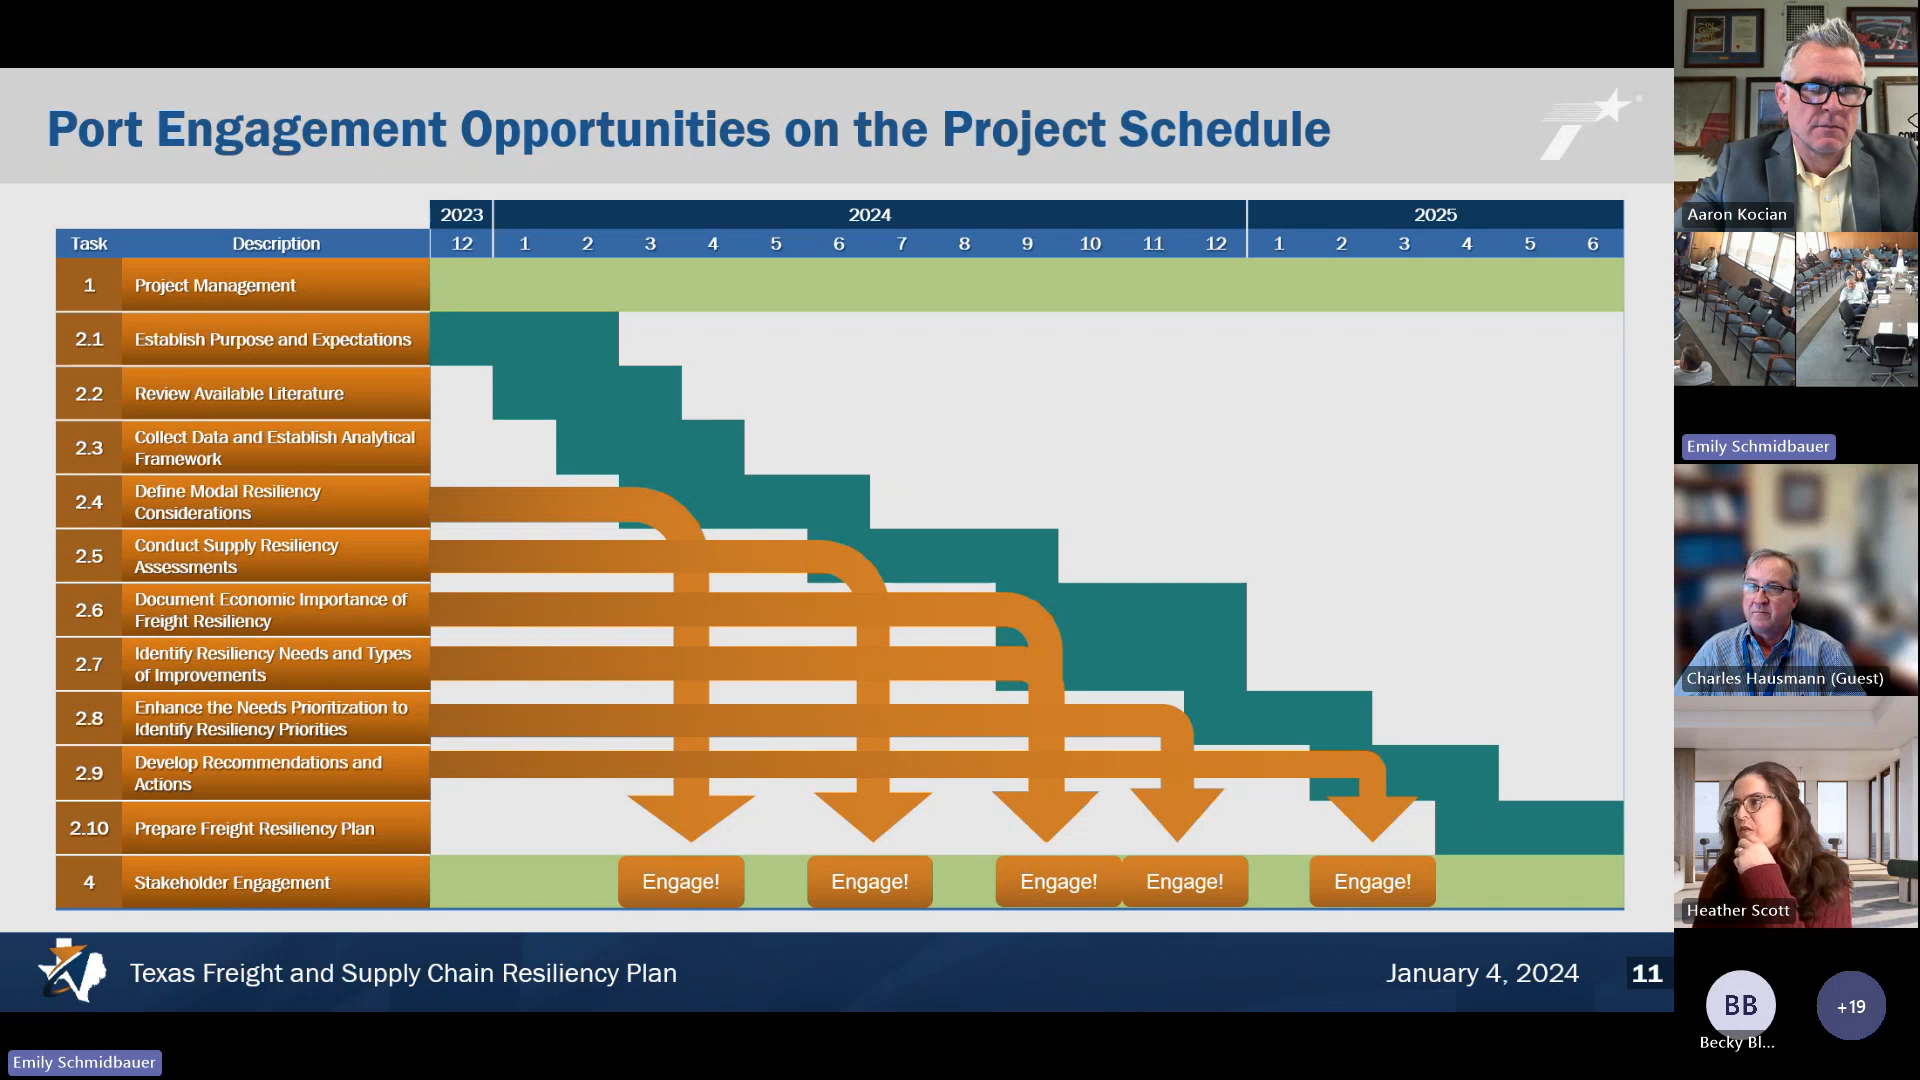 Port Engagement Opportunities on the Project Schedule
2023 2024 2025
Task Description 12 1 2 3 4 5 6 7 8 9 10 11 12 1 2 3 4 5 6
1 Project Management
2.1 Establish Purpose and Expectations
2.2 Review Available Literature
2.3 Collect Data and Establish Analytical
Framework
2.4 Define Modal Resiliency
Considerations
2.5 Conduct Supply Resiliency
Assessments
2.6 Document Economic Importance of
Freight Resiliency
2.7 Identify Resiliency Needs and Types
of Improvements
2.8 Enhance the Needs Prioritization to
Identify Resiliency Priorities
2.9 Develop Recommendations and
Actions
2.10 Prepare Freight Resiliency Plan
4 Stakeholder Engagement Engage! Engage! Engage! Engage! Engage!
Texas Freight and Supply Chain Resiliency Plan January 4, 2024 11
Emily Schmidbauer
Aaron Kocian
Emily Schmidbauer
Charles Hausmann (Guest)
Heather Scott
BB +19
Becky Bl...